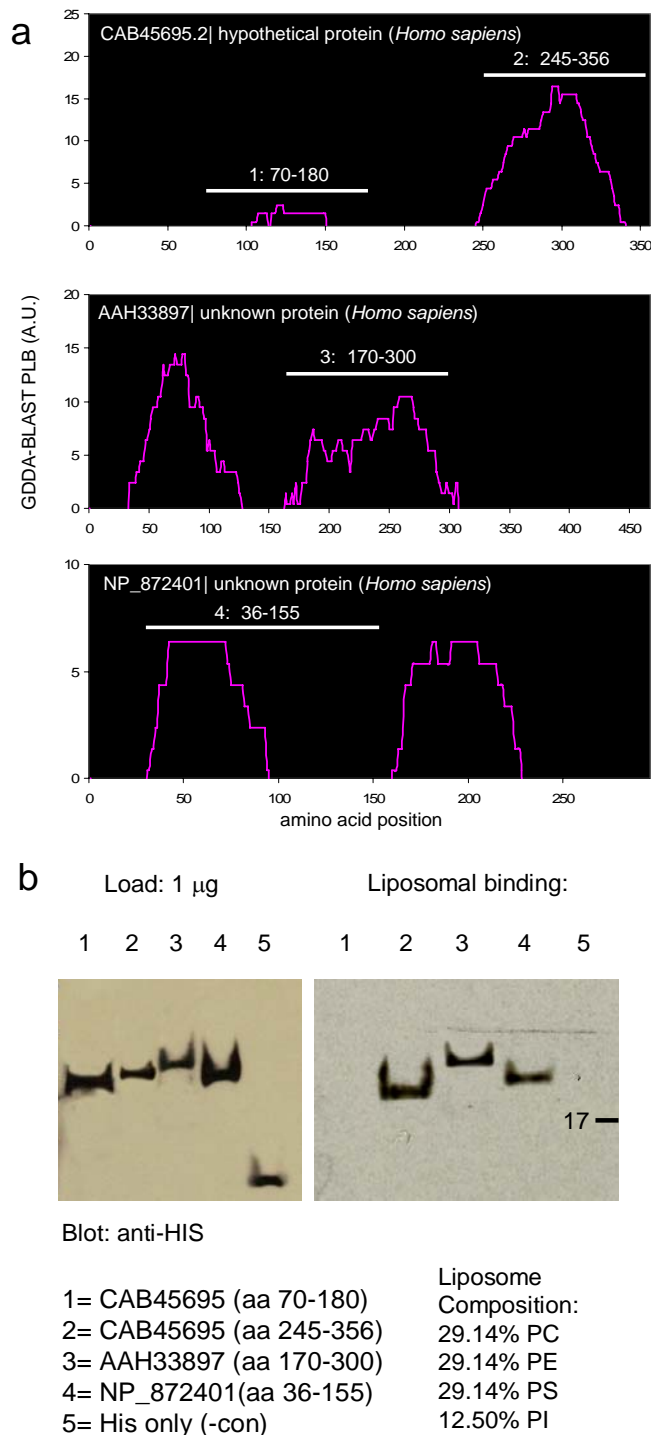 a
CAB45695.2| hypothetical protein (Homo sapiens)
2: 245-356
1: 70-180
25
20
15
10
5
0
0 50 100 150 200 250 300 350
AAH33897| unknown protein (Homo sapiens)
3: 170-300
20
15
10
5
0
0 50 100 150 200 250 300 350 400 450
GDDA-BLAST PLB (A.U.)
NP_872401| unknown protein (Homo sapiens)
4: 36-155
10
5
0
0 50 100 150 200 250
amino acid position
b
Load: 1 μg
Liposomal binding:
1 2 3 4 5
1 2 3 4 5
17
Blot: anti-HIS
1= CAB45695 (aa 70-180)
2= CAB45695 (aa 245-356)
3= AAH33897 (aa 170-300)
4= NP_872401(aa 36-155)
5= His only (-con)
Liposome
Composition:
29.14% PC
29.14% PE
29.14% PS
12.50% PI